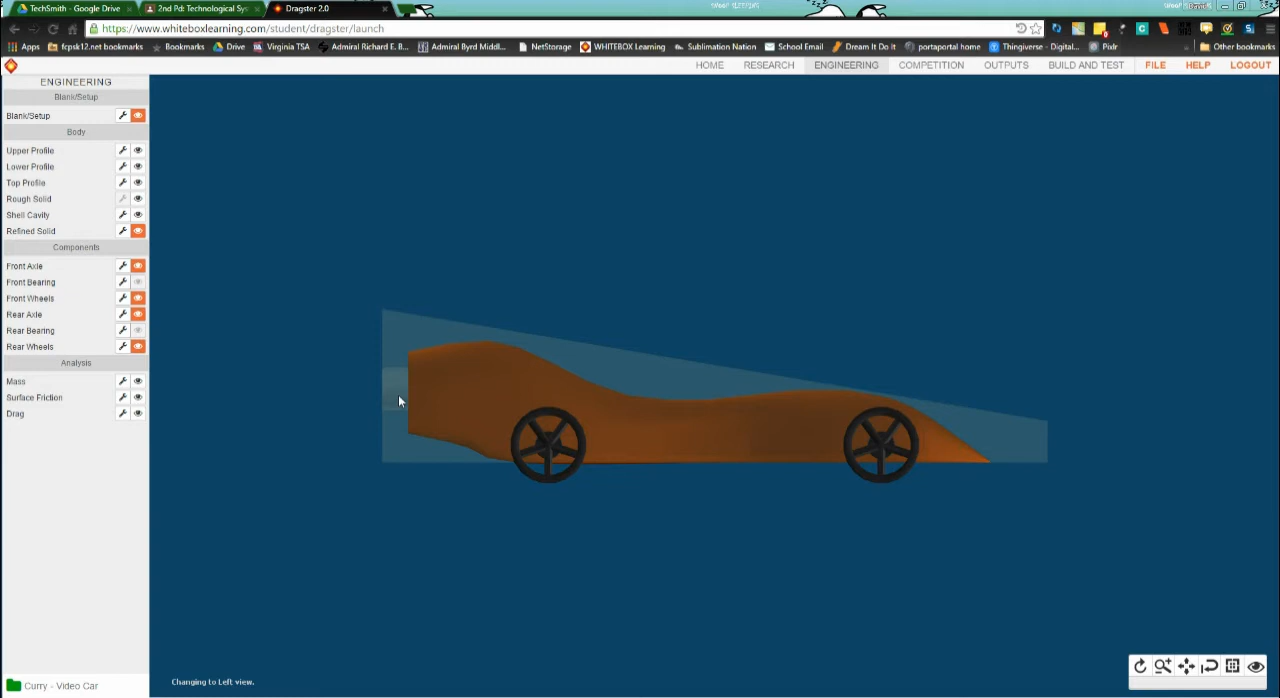 TechSmith - Google Drive
2nd Pd: Technological Sys
Dragster 2.0
https://www.whiteboxlearning.com/student/dragster/launch
Apps
fcpsk12.net bookmarks
Bookmarks
Drive
Virginia TSA
Admiral Richard E. B...
Admiral Byrd Middl...
NetStorage
WHITEBOX Learning
Sublimation Nation
School Email
Dream It Do It
portaportal home
Thingiverse - Digital...
Pixlr
Other bookmarks
HOME
RESEARCH
ENGINEERING
COMPETITION
OUTPUTS
BUILD AND TEST
FILE
HELP
LOGOUT
ENGINEERING
Blank/Setup
Blank/Setup
Body
Upper Profile
Lower Profile
Top Profile
Rough Solid
Shell Cavity
Refined Solid
Components
Front Axle
Front Bearing
Front Wheels
Rear Axle
Rear Bearing
Rear Wheels
Analysis
Mass
Surface Friction
Drag
Curry - Video Car
Changing to Left view.